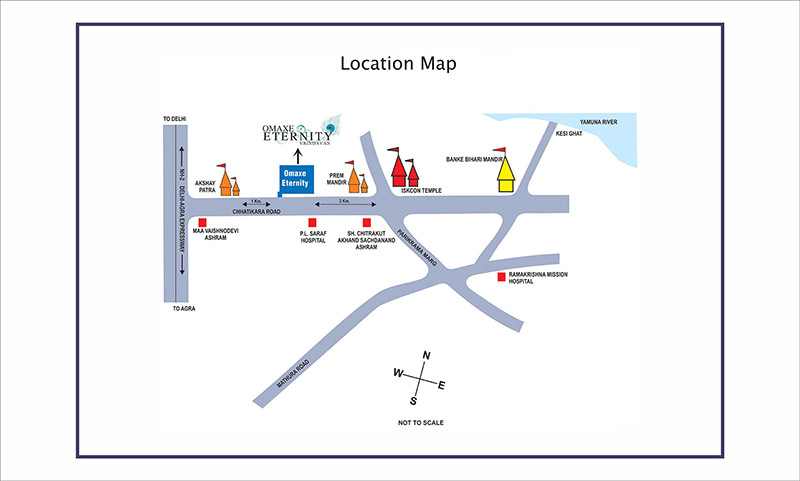 Location Map
TO DELHI
OMAXE
ETERNITY
VRINDAVAN
YAMUNA RIVER
KESI GHAT
NH-2 DELHI-AGRA EXPRESSWAY
AKSHAY
PATRA
Omaxe
Eternity
PREM
MANDIR
ISKCON TEMPLE
BANKE BIHARI MANDIR
1 Km.
2 Km.
CHHATIKARA ROAD
MAA VAISHNODEVI
ASHRAM
P.L. SARAF
HOSPITAL
SH. CHITRAKUT
AKHAND SACHDANAND
ASHRAM
PARIKRAMA MARG
RAMAKRISHNA MISSION
HOSPITAL
TO AGRA
MATHURA ROAD
N
W
E
S
NOT TO SCALE